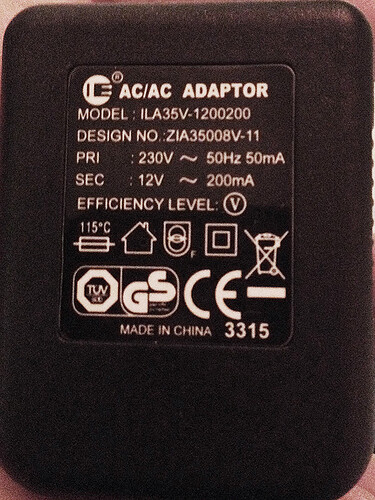 ® AC/AC ADAPTOR
MODEL : ILA35V-1200200
DESIGN NO.:ZIA35008V-11
PRI : 230V ~ 50Hz 50mA
SEC : 12V ~ 200mA
EFFICIENCY LEVEL: V
115°C
F
TUV GS CE
MADE IN CHINA 3315